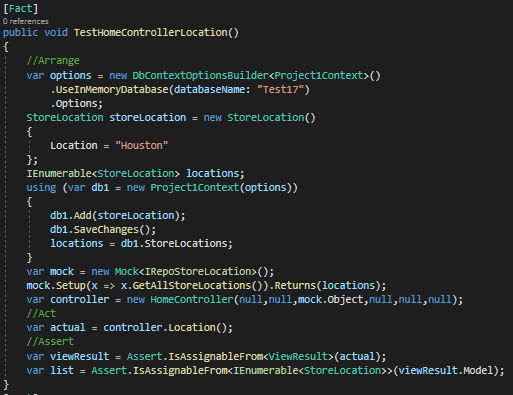 [Fact]
0 references
public void TestHomeControllerLocation()
{
    //Arrange
    var options = new DbContextOptionsBuilder<Project1Context>()
        .UseInMemoryDatabase(databaseName: "Test17")
        .Options;
    StoreLocation storeLocation = new StoreLocation()
    {
        Location = "Houston"
    };
    IEnumerable<StoreLocation> locations;
    using (var db1 = new Project1Context(options))
    {
        db1.Add(storeLocation);
        db1.SaveChanges();
        locations = db1.StoreLocations;
    }
    var mock = new Mock<IRepoStoreLocation>();
    mock.Setup(x => x.GetAllStoreLocations()).Returns(locations);
    var controller = new HomeController(null,null,mock.Object,null,null,null);
    //Act
    var actual = controller.Location();
    //Assert
    var viewResult = Assert.IsAssignableFrom<ViewResult>(actual);
    var list = Assert.IsAssignableFrom<IEnumerable<StoreLocation>>(viewResult.Model);
}